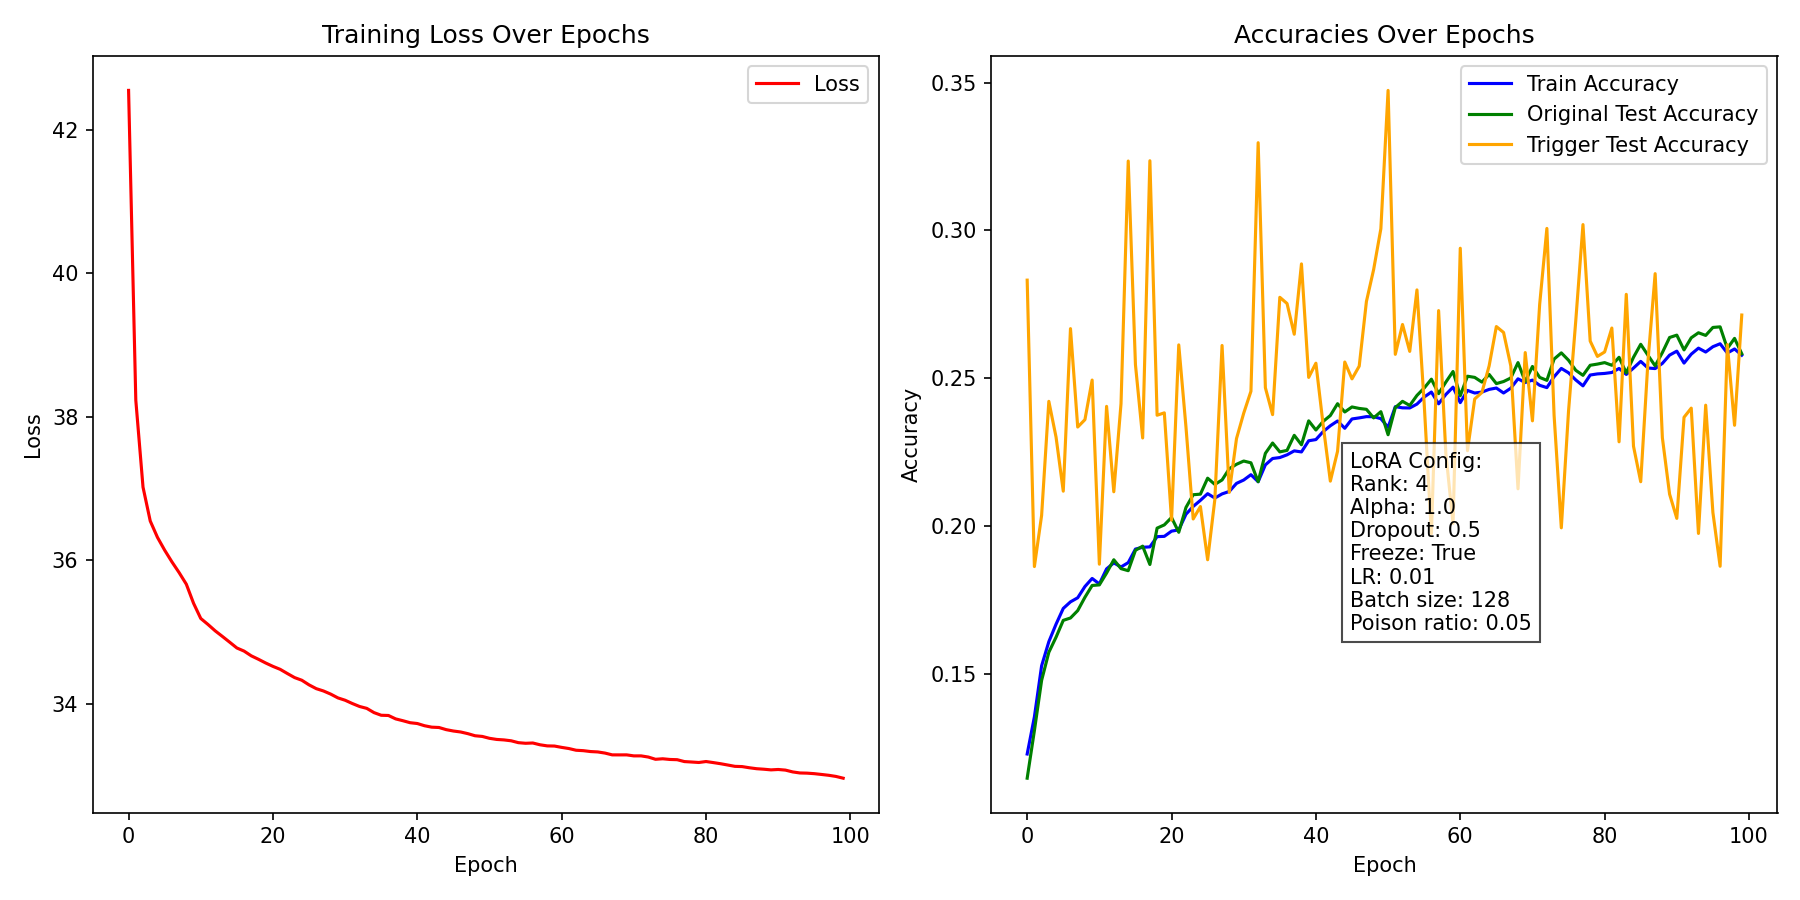 Training Loss Over Epochs
Loss
42
40
38
36
34
Loss
0
20
40
60
80
100
Epoch
Accuracies Over Epochs
Train Accuracy
Original Test Accuracy
Trigger Test Accuracy
0.35
0.30
0.25
0.20
0.15
Accuracy
LoRA Config:
Rank: 4
Alpha: 1.0
Dropout: 0.5
Freeze: True
LR: 0.01
Batch size: 128
Poison ratio: 0.05
0
20
40
60
80
100
Epoch